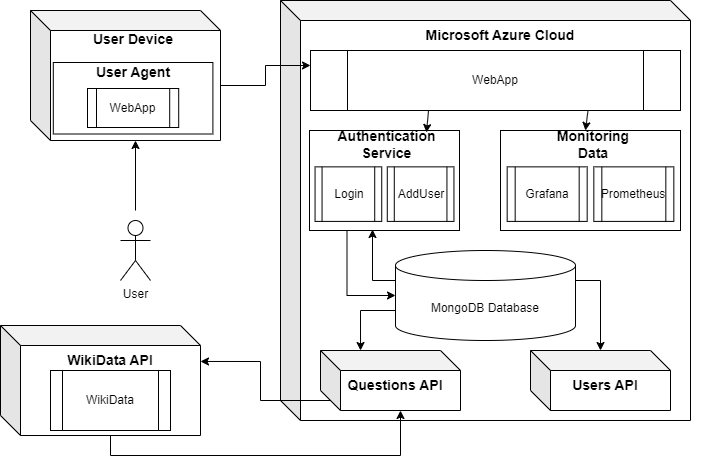 User Device
User Agent
WebApp
User
Microsoft Azure Cloud
WebApp
Authentication
Service
Login
AddUser
Monitoring
Data
Grafana
Prometheus
MongoDB Database
Questions API
Users API
WikiData API
WikiData